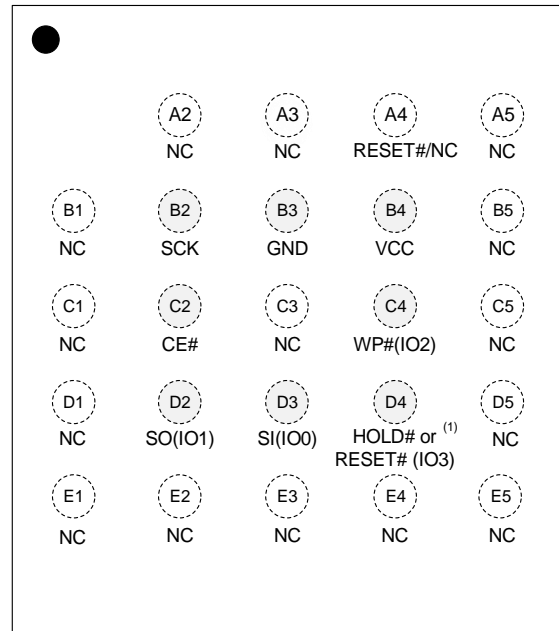 A2 A3 A4 A5
NC NC RESET#/NC NC
B1 B2 B3 B4 B5
NC SCK GND VCC NC
C1 C2 C3 C4 C5
NC CE# NC WP#(IO2) NC
D1 D2 D3 D4 D5
NC SO(IO1) SI(IO0) HOLD# or (1) NC
RESET# (IO3)
E1 E2 E3 E4 E5
NC NC NC NC NC